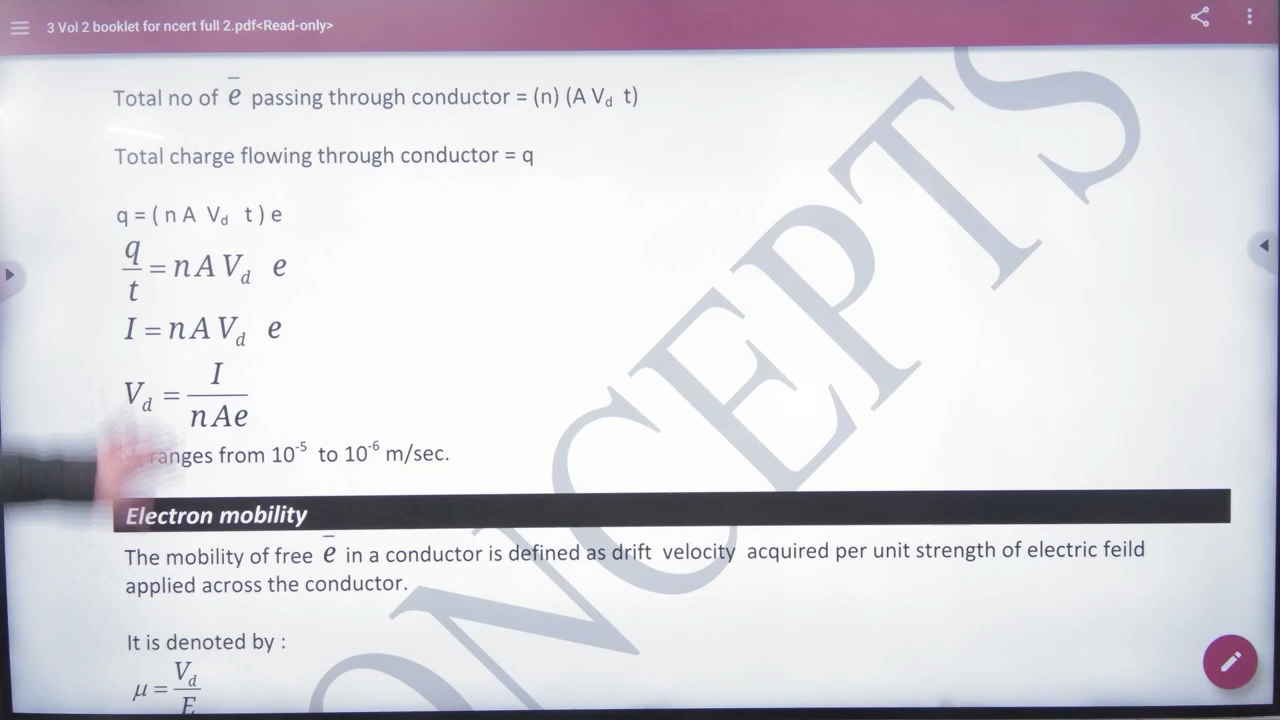 3 Vol 2 booklet for ncert full 2.pdf<Read-only>
Total no of e̅ passing through conductor = (n) (A V_d t)
Total charge flowing through conductor = q
q = ( n A V_d t ) e
q/t = n A V_d e
I = n A V_d e
V_d = I / nAe
ranges from 10^-5 to 10^-6 m/sec.
Electron mobility
The mobility of free e̅ in a conductor is defined as drift velocity acquired per unit strength of electric feild
applied across the conductor.
It is denoted by :
μ = V_d / E
ONCEPTS